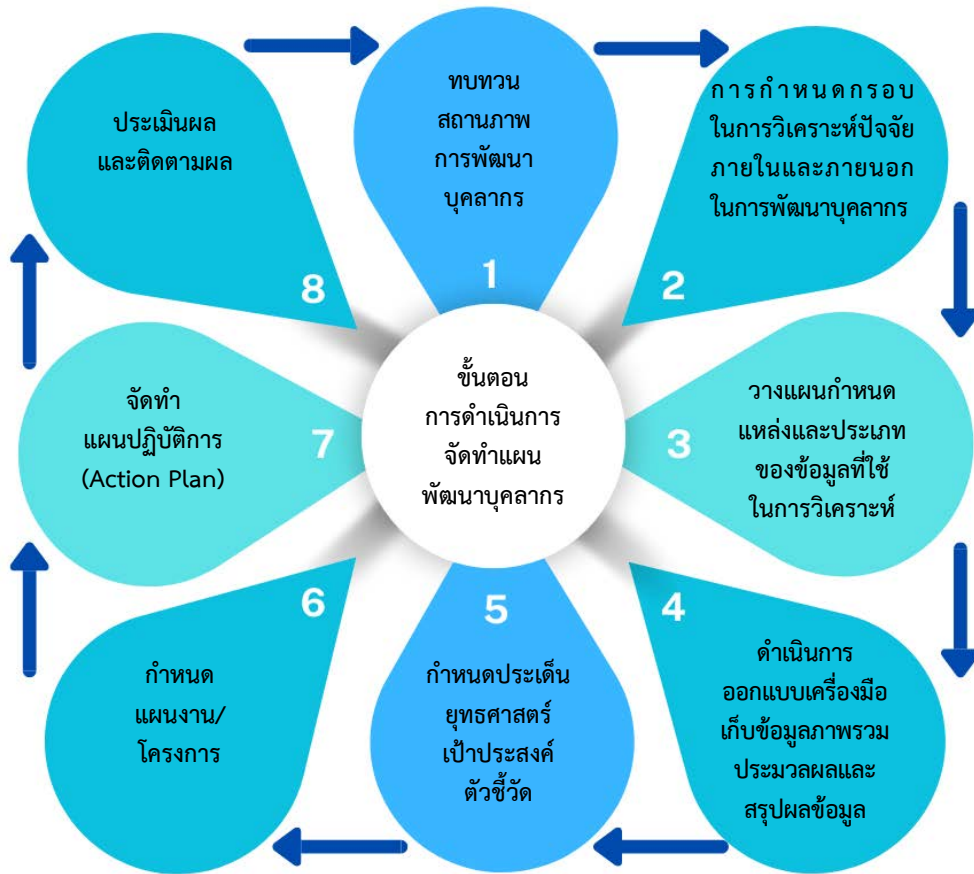 ขั้นตอน
การดำเนินการ
จัดทำแผน
พัฒนาบุคลากร
1
ทบทวน
สถานภาพ
การพัฒนา
บุคลากร
2
การกำหนดกรอบ
ในการวิเคราะห์ปัจจัย
ภายในและภายนอก
ในการพัฒนาบุคลากร
3
วางแผนกำหนด
แหล่งและประเภท
ของข้อมูลที่ใช้
ในการวิเคราะห์
4
ดำเนินการ
ออกแบบเครื่องมือ
เก็บข้อมูลภาพรวม
ประมวลผลและ
สรุปผลข้อมูล
5
กำหนดประเด็น
ยุทธศาสตร์
เป้าประสงค์
ตัวชี้วัด
6
กำหนด
แผนงาน/
โครงการ
7
จัดทำ
แผนปฏิบัติการ
(Action Plan)
8
ประเมินผล
และติดตามผล